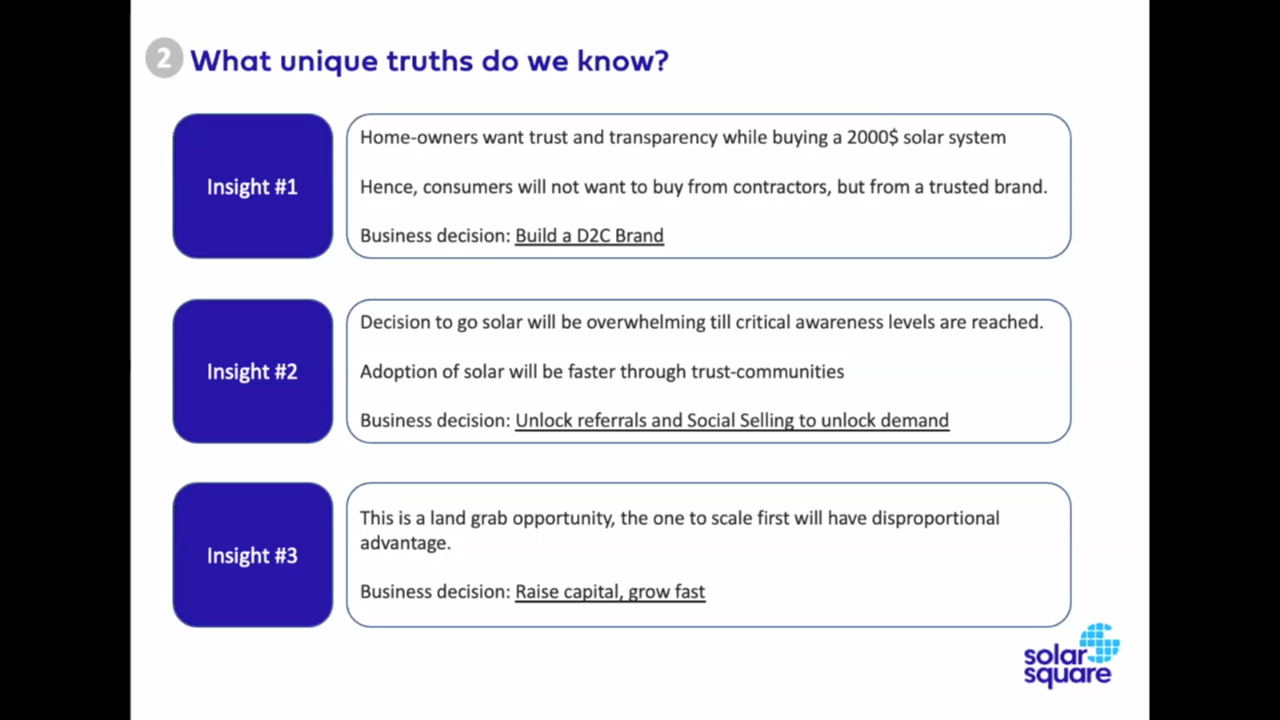 2 What unique truths do we know?
Insight #1
Home-owners want trust and transparency while buying a 2000$ solar system
Hence, consumers will not want to buy from contractors, but from a trusted brand.
Business decision: Build a D2C Brand
Insight #2
Decision to go solar will be overwhelming till critical awareness levels are reached.
Adoption of solar will be faster through trust-communities
Business decision: Unlock referrals and Social Selling to unlock demand
Insight #3
This is a land grab opportunity, the one to scale first will have disproportional
advantage.
Business decision: Raise capital, grow fast
solar
square